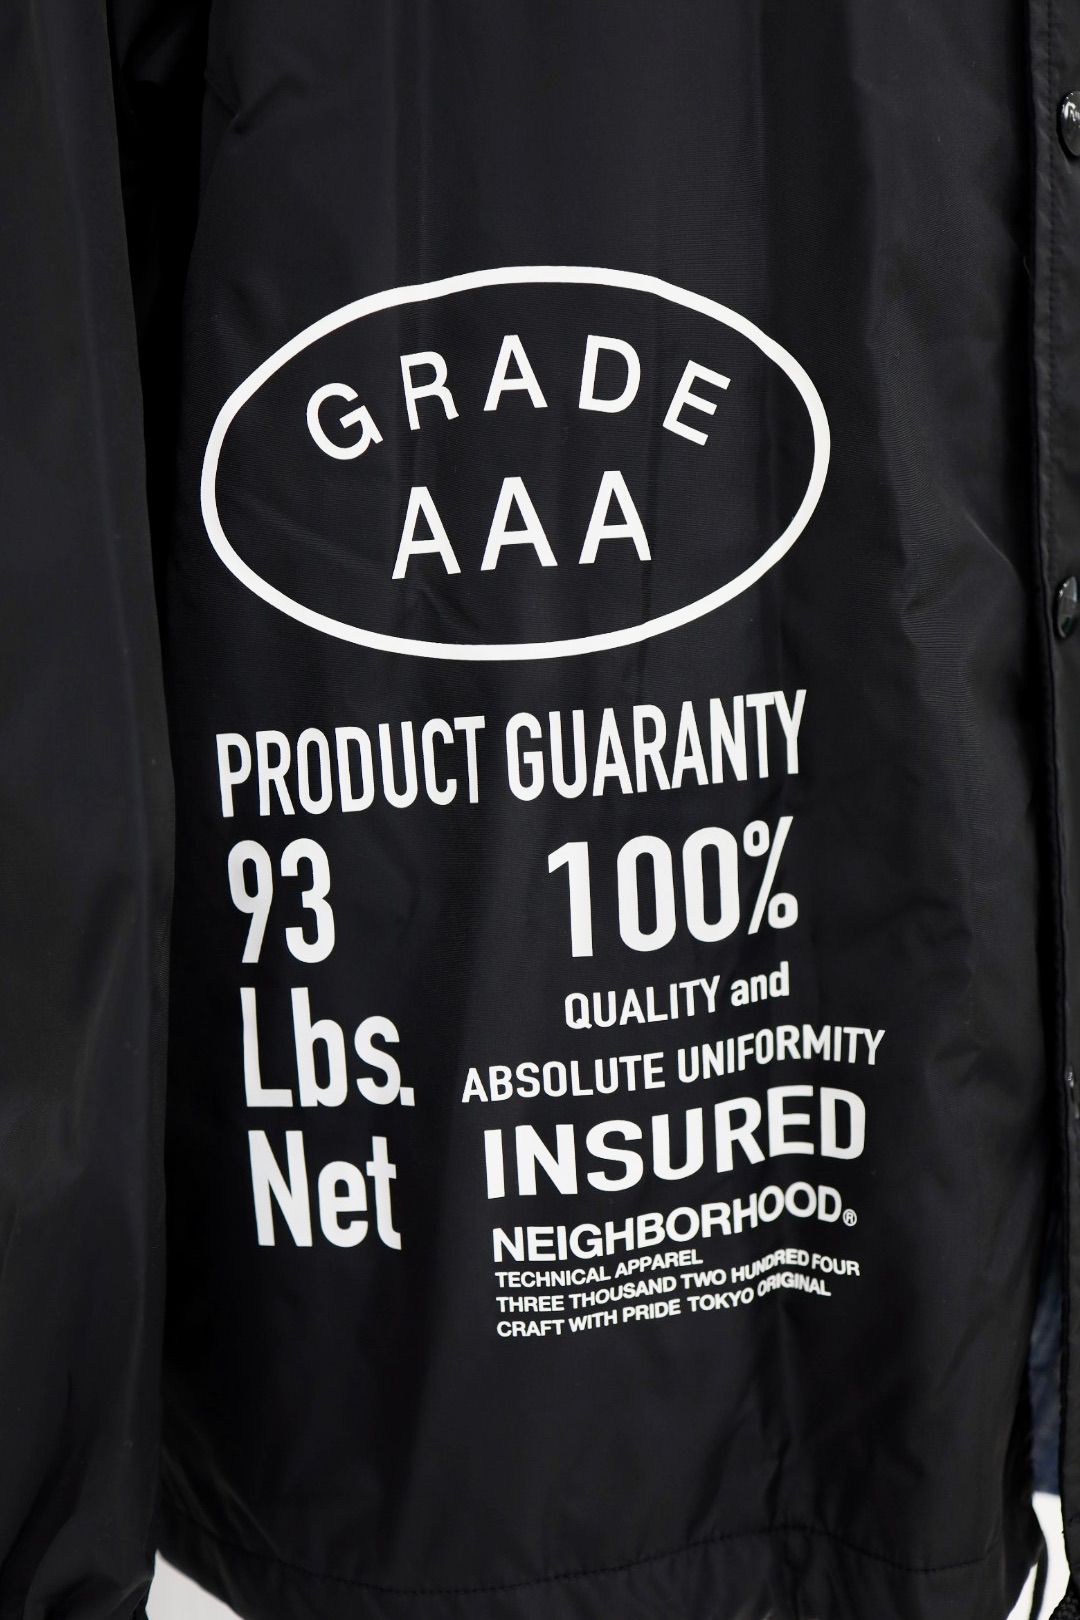 GRADE
AAA
PRODUCT GUARANTY
93
Lbs.
Net
100%
QUALITY and
ABSOLUTE UNIFORMITY
INSURED
NEIGHBORHOOD®
TECHNICAL APPAREL
THREE THOUSAND TWO HUNDRED FOUR
CRAFT WITH PRIDE TOKYO ORIGINAL